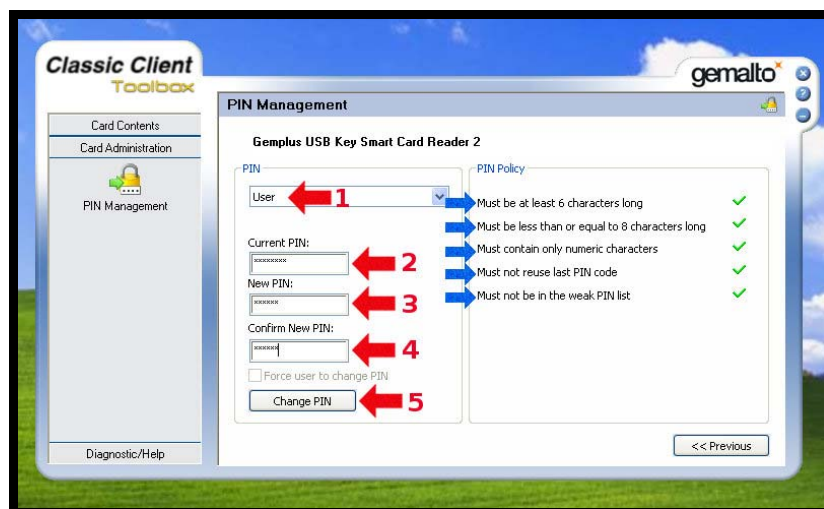 Classic Client
Toolbox
gemalto
PIN Management
Card Contents
Card Administration
PIN Management
Diagnostic/Help
Gemplus USB Key Smart Card Reader 2
PIN
User
1
Current PIN:
xxxxxxxx
2
New PIN:
xxxxxx
3
Confirm New PIN:
xxxxxx
4
Force user to change PIN
Change PIN
5
PIN Policy
Must be at least 6 characters long
Must be less than or equal to 8 characters long
Must contain only numeric characters
Must not reuse last PIN code
Must not be in the weak PIN list
<< Previous